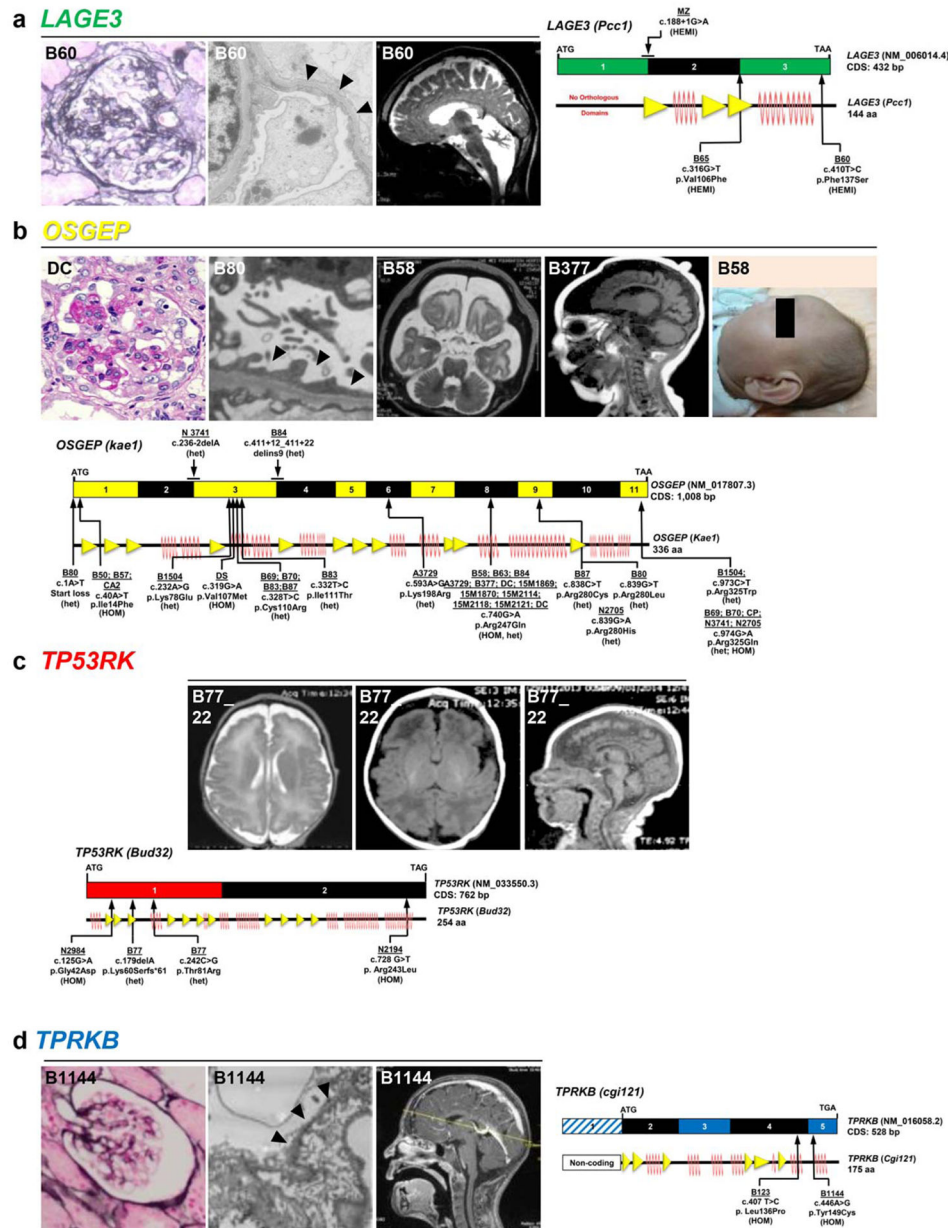 a LAGE3
B60
B60
B60
LAGE3 (Pcc1)
MZ
c.188+1G>A
(HEMI)
ATG
TAA
1
2
3
LAGE3 (NM_006014.4)
CDS: 432 bp
No Orthologous
Domains
LAGE3 (Pcc1)
144 aa
B65
c.316G>T
p.Val106Phe
(HEMI)
B60
c.410T>C
p.Phe137Ser
(HEMI)
b OSGEP
DC
B80
B58
B377
B58
OSGEP (kae1)
N 3741
c.236-2delA
(het)
B84
c.411+12_411+22
delins9 (het)
ATG
TAA
1
2
3
4
5
6
7
8
9
10
11
OSGEP (NM_017807.3)
CDS: 1,008 bp
OSGEP (Kae1)
336 aa
B80
c.1A>T
Start loss
(het)
B50; B57;
CA2
c.40A>T
p.Ile14Phe
(HOM)
B1504
c.232A>G
p.Lys78Glu
(het)
DS
c.319G>A
p.Val107Met
(HOM)
B69; B70;
B83;B87
c.328T>C
p.Cys110Arg
(het)
B83
c.332T>C
p.Ile111Thr
(het)
A3729
c.593A>G
p.Lys198Arg
(het)
B58; B63; B84
A3729; B377; DC; 15M1869;
15M1870; 15M2114;
15M2118; 15M2121; DC
c.740G>A
p.Arg247Gln
(HOM, het)
B87
c.838C>T
p.Arg280Cys
(het)
N2705
c.839G>A
p.Arg280His
(het)
B80
c.839G>T
p.Arg280Leu
(het)
B1504;
c.973C>T
p.Arg325Trp
(het)
B69; B70; CP;
N3741; N2705
c.974G>A
p.Arg325Gln
(het; HOM)
c TP53RK
B77_
22
B77_
22
Acq Time:12:35
B77_
22
TP53RK (Bud32)
ATG
TAG
1
2
TP53RK (NM_033550.3)
CDS: 762 bp
TP53RK (Bud32)
254 aa
N2984
c.125G>A
p.Gly42Asp
(HOM)
B77
c.179delA
p.Lys60Serfs*61
(het)
B77
c.242C>G
p.Thr81Arg
(het)
N2194
c.728 G>T
p. Arg243Leu
(HOM)
d TPRKB
B1144
B1144
B1144
TPRKB (cgi121)
ATG
TGA
1
2
3
4
5
TPRKB (NM_016058.2)
CDS: 528 bp
Non-coding
TPRKB (Cgi121)
175 aa
B123
c.407 T>C
p. Leu136Pro
(HOM)
B1144
c.446A>G
p.Tyr149Cys
(HOM)